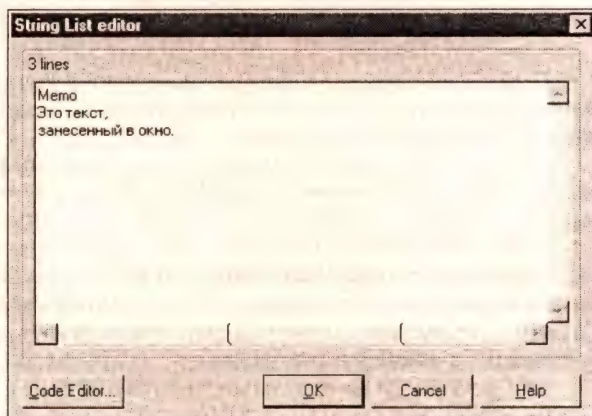 String List editor
3 lines
Memo
Это текст,
занесенный в окно.
Code Editor...
OK
Cancel
Help